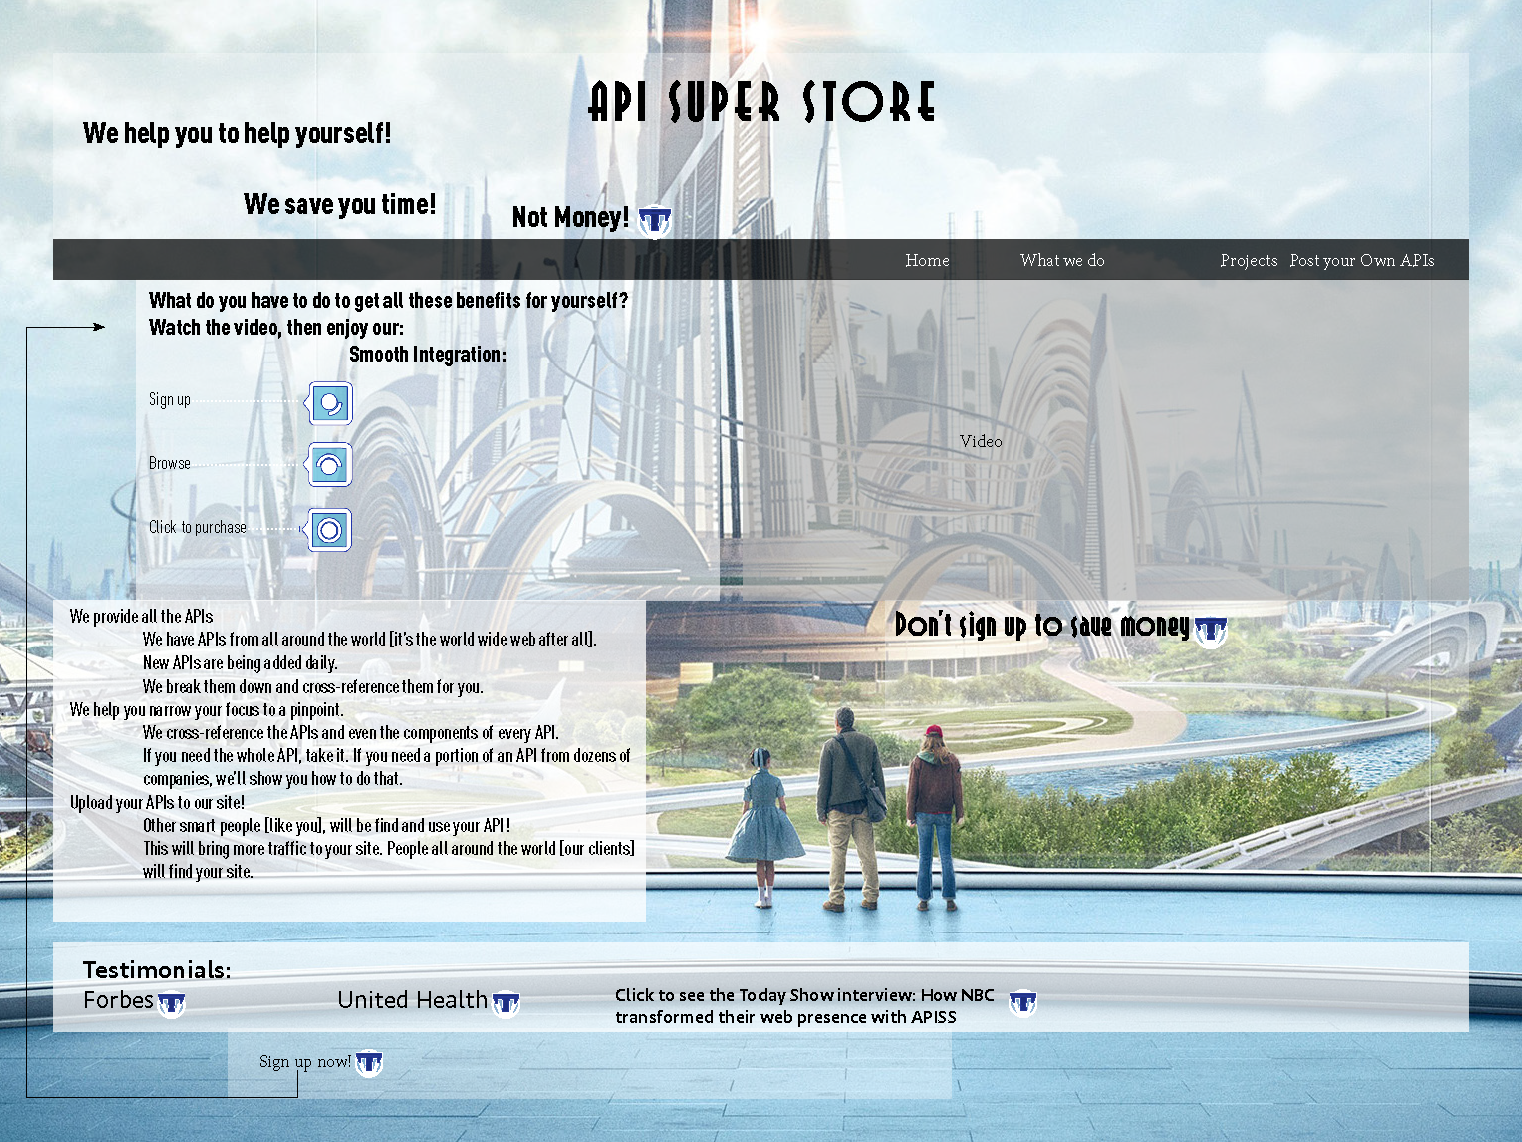 API SUPER STORE
We help you to help yourself!
We save you time!
Not Money!
Home What we do Projects Post your Own APIs
What do you have to do to get all these benefits for yourself?
Watch the video, then enjoy our:
Smooth Integration:
Sign up
Browse
Click to purchase
Video
We provide all the APIs
We have APIs from all around the world [it's the world wide web after all].
New APIs are being added daily.
We break them down and cross-reference them for you.
We help you narrow your focus to a pinpoint.
We cross-reference the APIs and even the components of every API.
If you need the whole API, take it. If you need a portion of an API from dozens of
companies, we'll show you how to do that.
Upload your APIs to our site!
Other smart people [like you], will be find and use your API!
This will bring more traffic to your site. People all around the world [our clients]
will find your site.
Don't sign up to save money
Testimonials:
Forbes
United Health
Click to see the Today Show interview: How NBC
transformed their web presence with APISS
Sign up now!